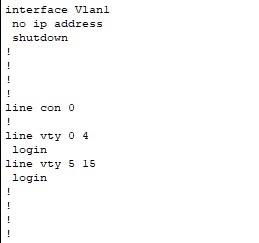 interface Vlan1
 no ip address
 shutdown
!
!
!
!
line con 0
!
line vty 0 4
 login
line vty 5 15
 login
!
!
!
!